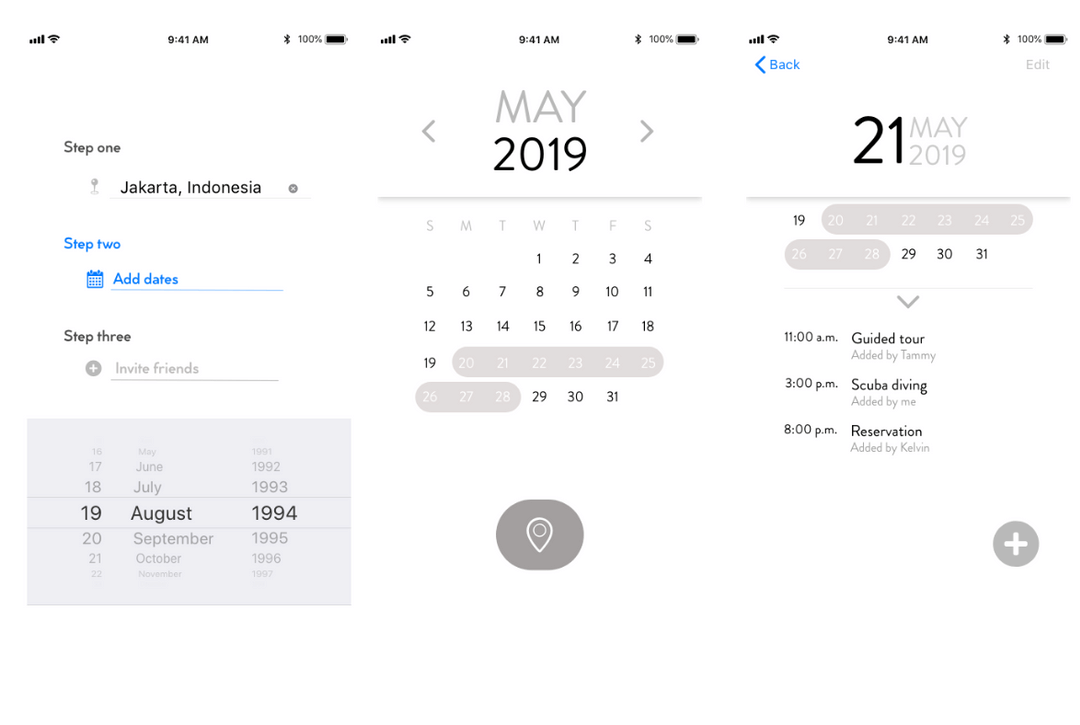 9:41 AM
100%
Step one
Jakarta, Indonesia
Step two
Add dates
Step three
Invite friends
16 May 1991
17 June 1992
18 July 1993
19 August 1994
20 September 1995
21 October 1996
22 November 1997
9:41 AM
100%
MAY
2019
S M T W T F S
1 2 3 4
5 6 7 8 9 10 11
12 13 14 15 16 17 18
19 20 21 22 23 24 25
26 27 28 29 30 31
9:41 AM
100%
Back
Edit
21 MAY
2019
19 20 21 22 23 24 25
26 27 28 29 30 31
11:00 a.m. Guided tour
Added by Tammy
3:00 p.m. Scuba diving
Added by me
8:00 p.m. Reservation
Added by Kelvin